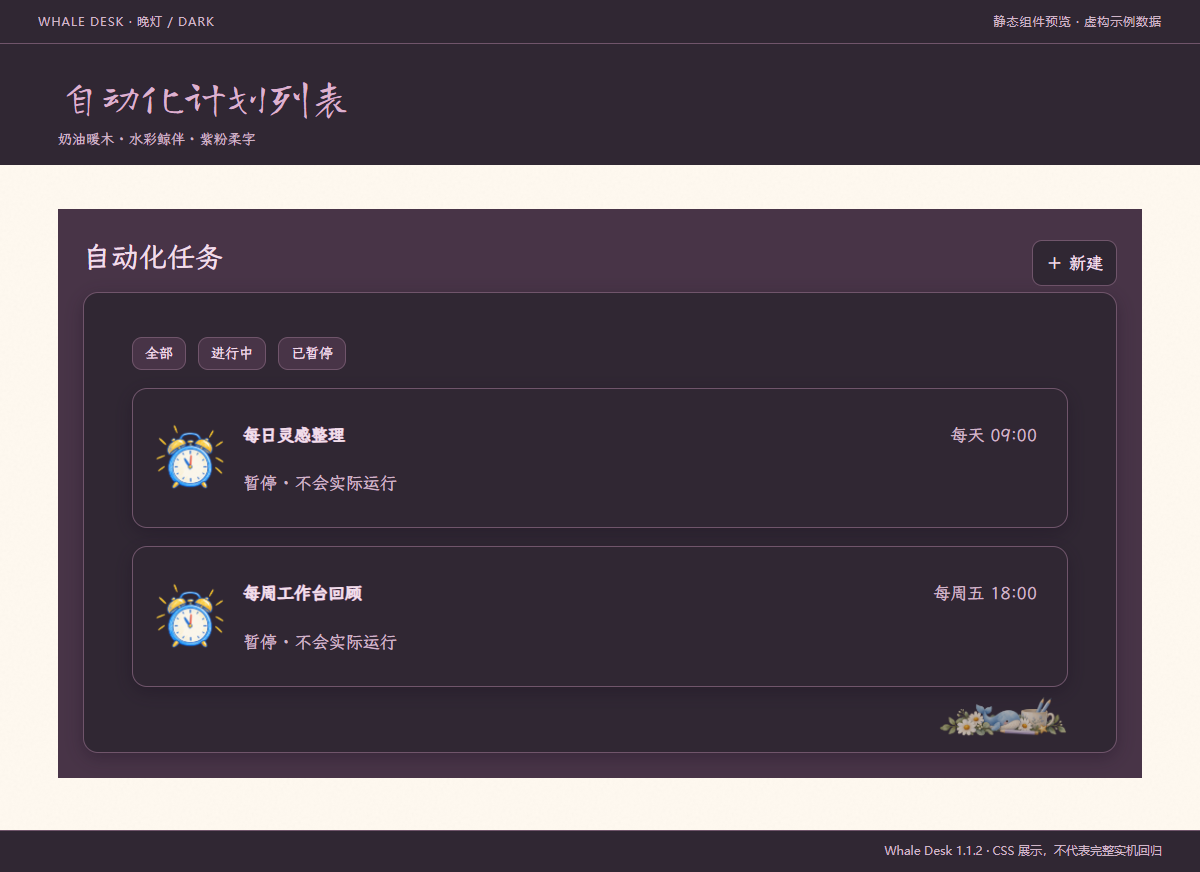 WHALE DESK · 晚灯 / DARK
静态组件预览 · 虚构示例数据
自动化计划列表
奶油暖木 · 水彩鲸伴 · 紫粉柔字
自动化任务
+ 新建
全部
进行中
已暂停
每日灵感整理
每天 09:00
暂停 · 不会实际运行
每周工作台回顾
每周五 18:00
暂停 · 不会实际运行
Whale Desk 1.1.2 · CSS 展示，不代表完整实机回归